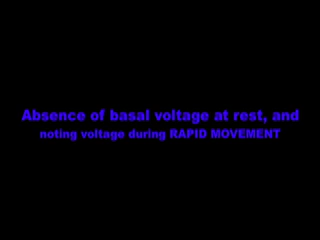 Absence of basal voltage at rest, and
noting voltage during RAPID MOVEMENT